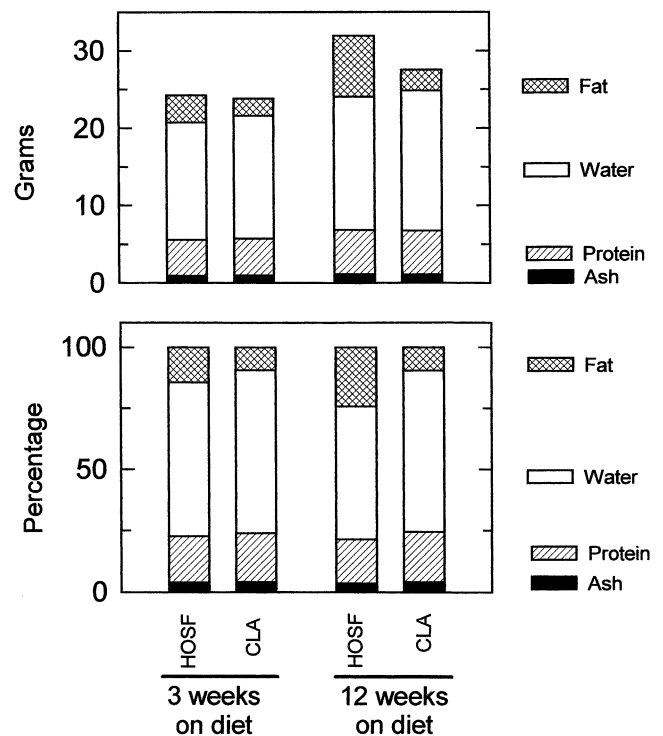 Grams
30
20
10
0
Fat
Water
Protein
Ash
Percentage
100
50
0
Fat
Water
Protein
Ash
HOSF
CLA
HOSF
CLA
3 weeks
on diet
12 weeks
on diet